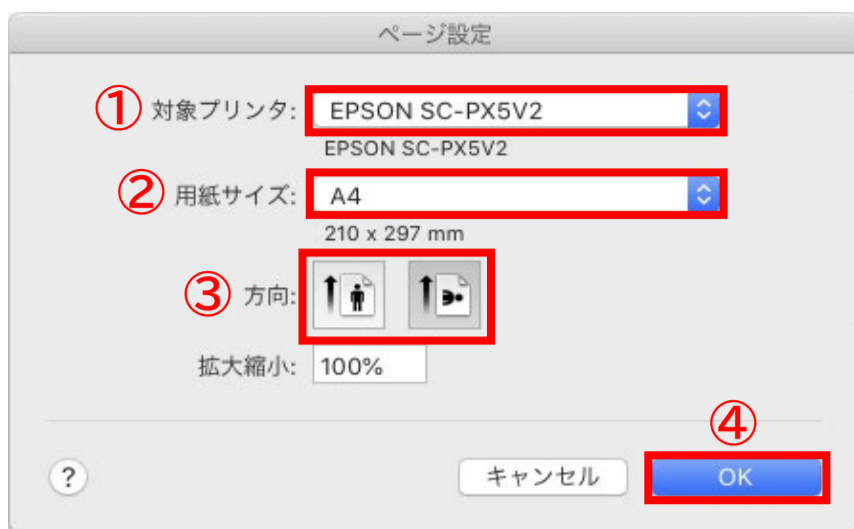 ページ設定
① 対象プリンタ: EPSON SC-PX5V2
EPSON SC-PX5V2
② 用紙サイズ: A4
210 x 297 mm
③ 方向:
拡大縮小: 100%
④
? キャンセル OK